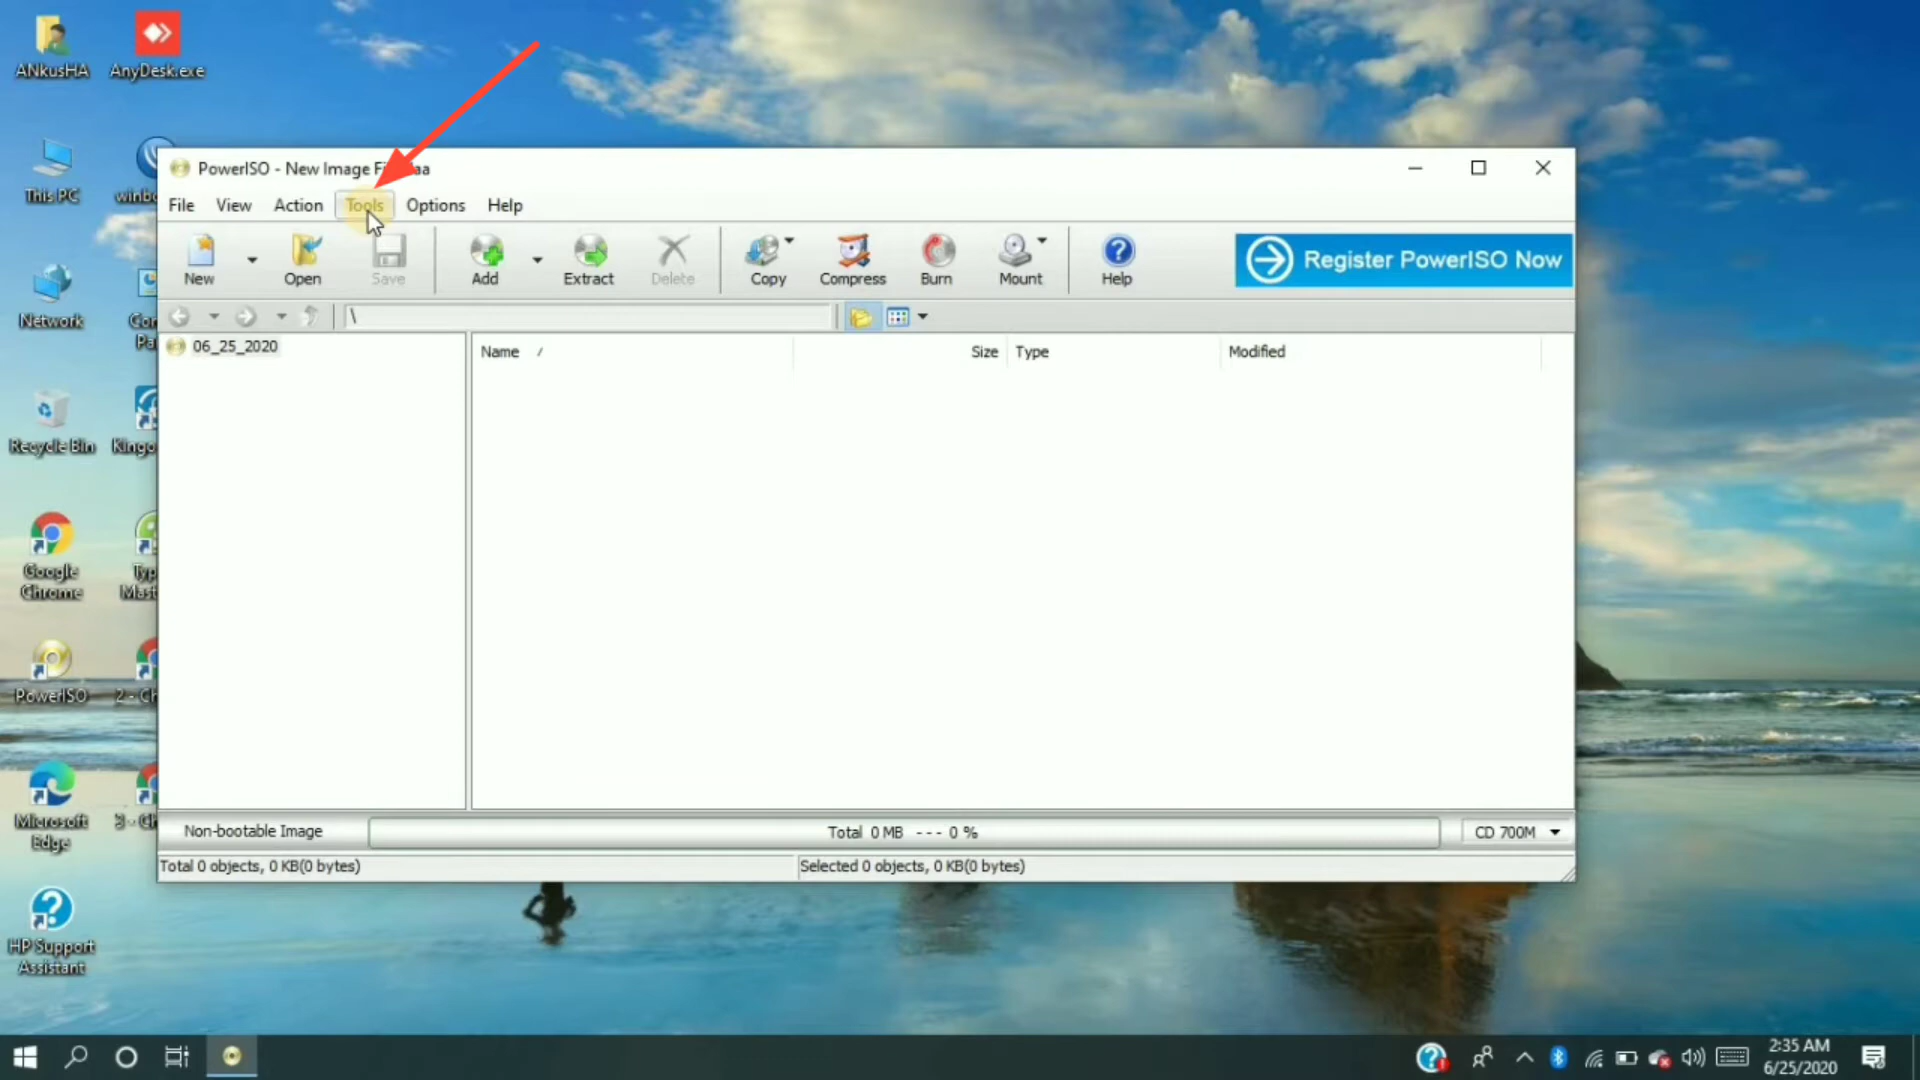 ANkusHA
AnyDesk.exe
This PC
Network
Recycle Bin
Google
Chrome
PowerISO
Microsoft
Edge
HP Support
Assistant
PowerISO - New Image
File View Action Tools Options Help
New Open Save Add Extract Delete Copy Compress Burn Mount Help
Register PowerISO Now
\
06_25_2020
Name / Size Type Modified
Non-bootable Image
Total 0 MB --- 0 %
CD 700M
Total 0 objects, 0 KB(0 bytes)
Selected 0 objects, 0 KB(0 bytes)
2:35 AM
6/25/2020